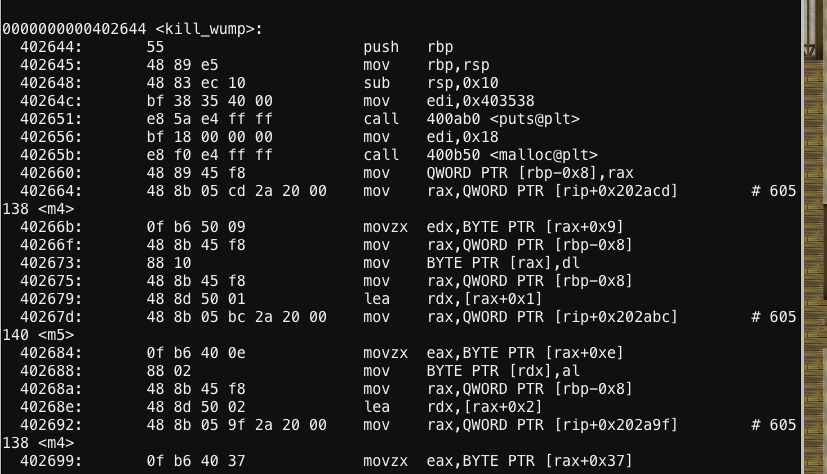 0000000000402644 <kill_wump>:
402644: 55 push rbp
402645: 48 89 e5 mov rbp,rsp
402648: 48 83 ec 10 sub rsp,0x10
40264c: bf 38 35 40 00 mov edi,0x403538
402651: e8 5a e4 ff ff call 400ab0 <puts@plt>
402656: bf 18 00 00 00 mov edi,0x18
40265b: e8 f0 e4 ff ff call 400b50 <malloc@plt>
402660: 48 89 45 f8 mov QWORD PTR [rbp-0x8],rax
402664: 48 8b 05 cd 2a 20 00 mov rax,QWORD PTR [rip+0x202acd] # 605
138 <m4>
40266b: 0f b6 50 09 movzx edx,BYTE PTR [rax+0x9]
40266f: 48 8b 45 f8 mov rax,QWORD PTR [rbp-0x8]
402673: 88 10 mov BYTE PTR [rax],dl
402675: 48 8b 45 f8 mov rax,QWORD PTR [rbp-0x8]
402679: 48 8d 50 01 lea rdx,[rax+0x1]
40267d: 48 8b 05 bc 2a 20 00 mov rax,QWORD PTR [rip+0x202abc] # 605
140 <m5>
402684: 0f b6 40 0e movzx eax,BYTE PTR [rax+0xe]
402688: 88 02 mov BYTE PTR [rdx],al
40268a: 48 8b 45 f8 mov rax,QWORD PTR [rbp-0x8]
40268e: 48 8d 50 02 lea rdx,[rax+0x2]
402692: 48 8b 05 9f 2a 20 00 mov rax,QWORD PTR [rip+0x202a9f] # 605
138 <m4>
402699: 0f b6 40 37 movzx eax,BYTE PTR [rax+0x37]